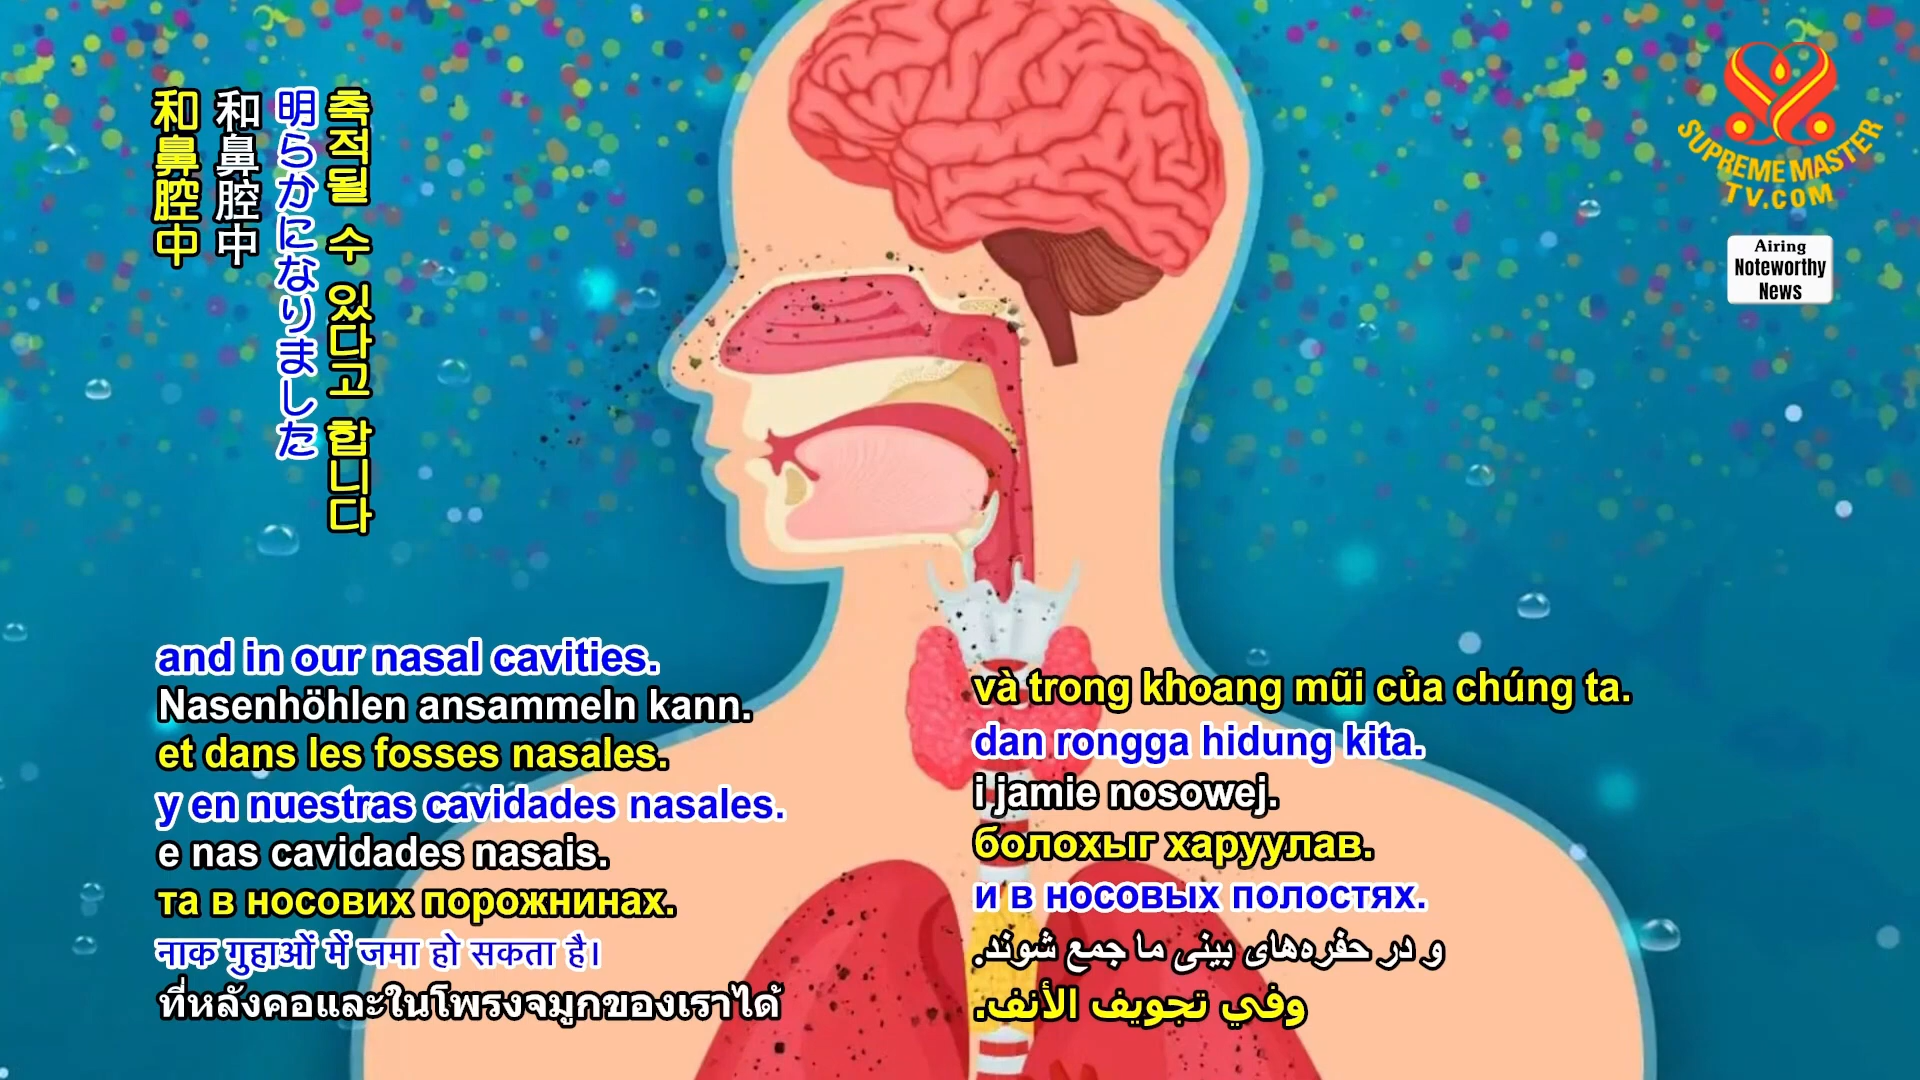 和鼻腔中
和鼻腔中
明らかになりました
축적될 수 있다고 합니다
SUPREME MASTER
TV.COM
Airing
Noteworthy
News
and in our nasal cavities.
Nasenhöhlen ansammeln kann.
et dans les fosses nasales.
y en nuestras cavidades nasales.
e nas cavidades nasais.
та в носових порожнинах.
नाक गुहाओं में जमा हो सकता है।
ที่หลังคอและในโพรงจมูกของเราได้
và trong khoang mũi của chúng ta.
dan rongga hidung kita.
i jamie nosowej.
болохыг харуулав.
и в носовых полостях.
و در حفره‌های بینی ما جمع شوند.
وفي تجويف الأنف.